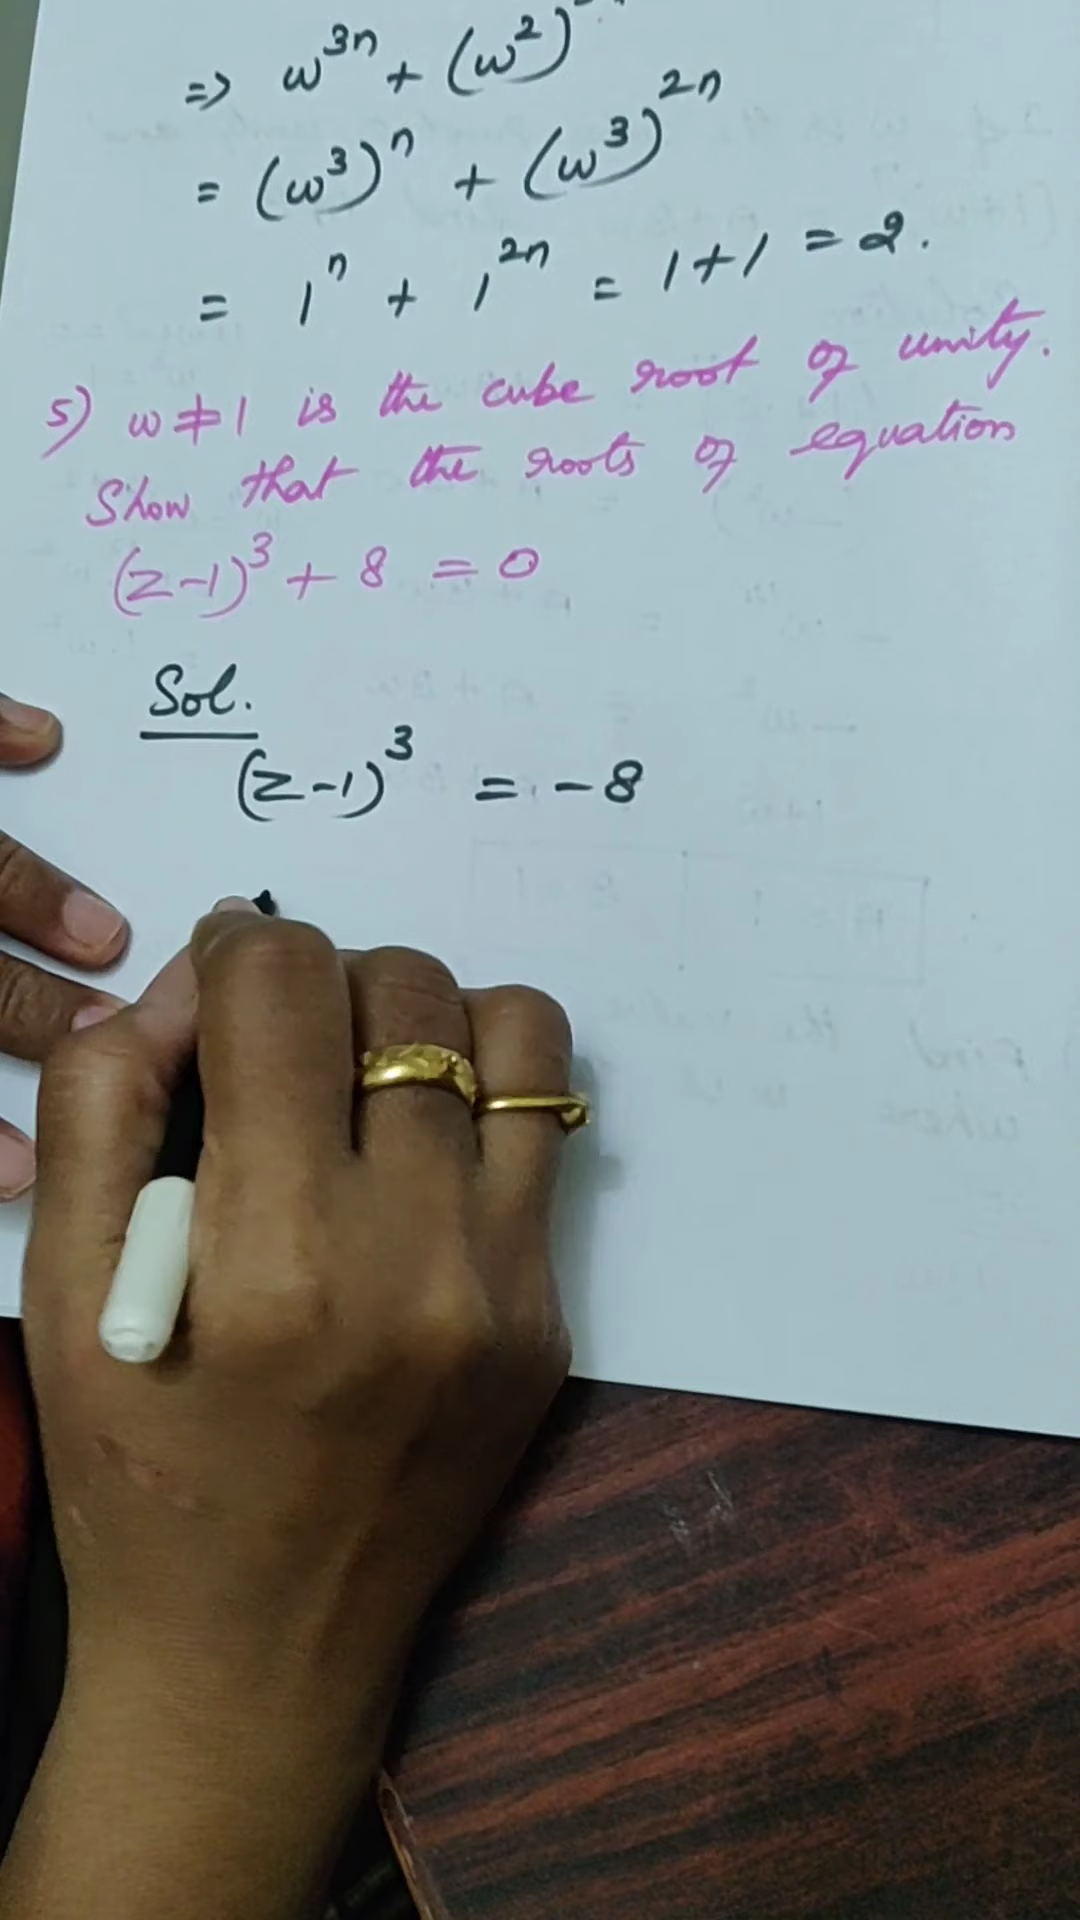 => ω^3n + (ω^2)
= (ω^3)^n + (ω^3)^2n
= 1^n + 1^2n = 1+1 = 2.
5) ω≠1 is the cube root of unity.
Show that the roots of equation
(z-1)^3 + 8 = 0
Sol.
(z-1)^3 = -8